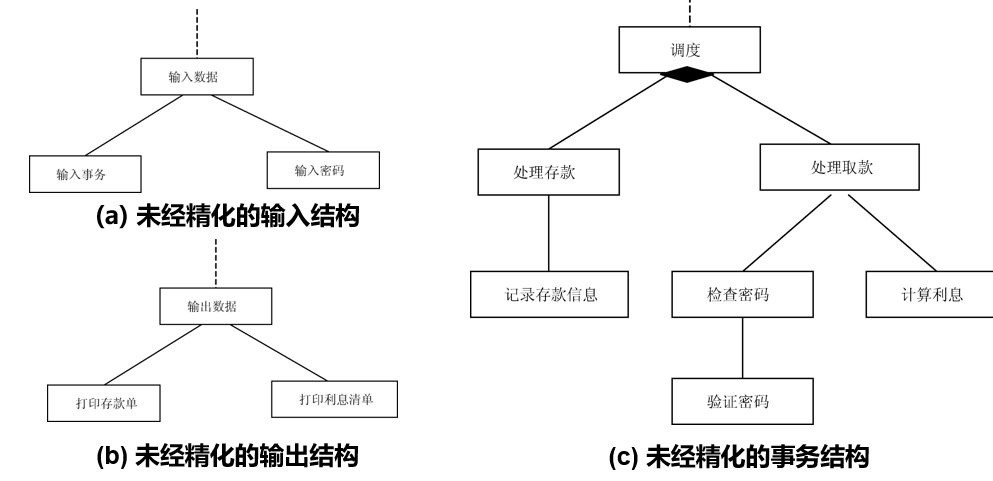 输入数据
输入事务
输入密码
(a) 未经精化的输入结构
输出数据
打印存款单
打印利息清单
(b) 未经精化的输出结构
调度
处理存款
处理取款
记录存款信息
检查密码
计算利息
验证密码
(c) 未经精化的事务结构